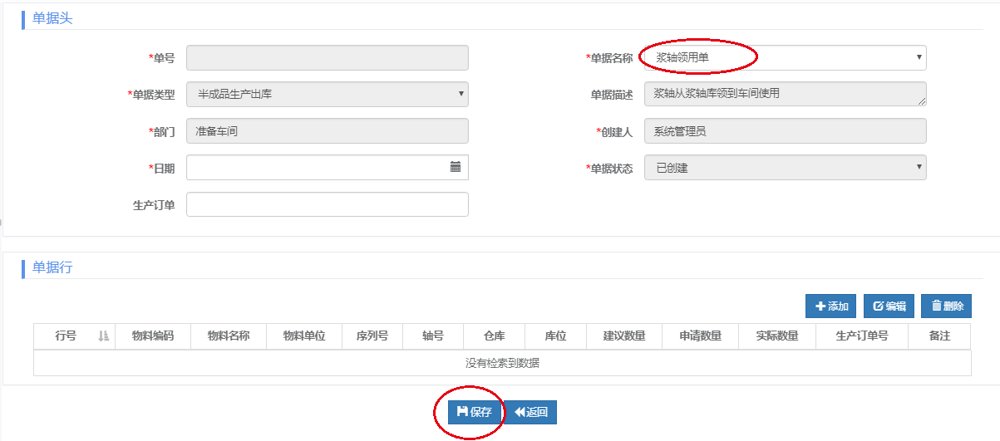 单据头
*单号
*单据名称 浆轴领用单
*单据类型 半成品生产出库
单据描述 浆轴从浆轴库领到车间使用
*部门 准备车间
*创建人 系统管理员
*日期
*单据状态 已创建
生产订单
单据行
添加 编辑 删除
行号 物料编码 物料名称 物料单位 序列号 轴号 仓库 库位 建议数量 申请数量 实际数量 生产订单号 备注
没有检索到数据
保存 返回